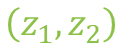 (z₁, z₂)